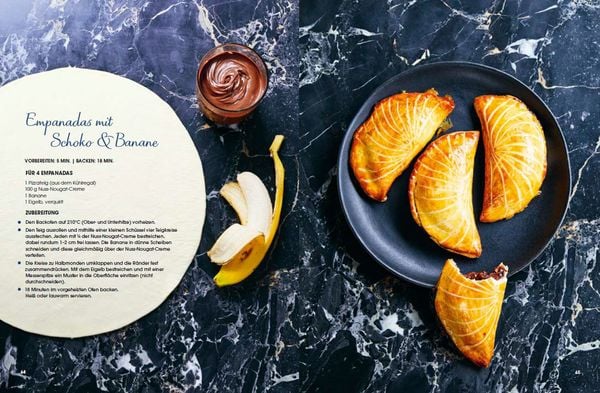 Empanadas mit
Schoko & Banane
VORBEREITEN: 5 MIN. | BACKEN: 18 MIN.
FÜR 4 EMPANADAS
1 Pizzateig (aus dem Kühlregal)
100 g Nuss-Nougat-Creme
1 Banane
1 Eigelb, verquirlt
ZUBEREITUNG
Den Backofen auf 210°C (Ober- und Unterhitze) vorheizen.
Den Teig ausrollen und mithilfe einer kleinen Schüssel vier Teigkreise
ausstechen. Jeden mit ¼ der Nuss-Nougat-Creme bestreichen,
dabei rundum 1-2 cm frei lassen. Die Banane in dünne Scheiben
schneiden und diese gleichmäßig über der Nuss-Nougat-Creme
verteilen.
Die Kreise zu Halbmonden umklappen und die Ränder fest
zusammendrücken. Mit dem Eigelb bestreichen und mit einer
Messerspitze ein Muster in die Oberfläche einritzen (nicht
durchschneiden).
18 Minuten im vorgeheizten Ofen backen.
Heiß oder lauwarm servieren.
44
45